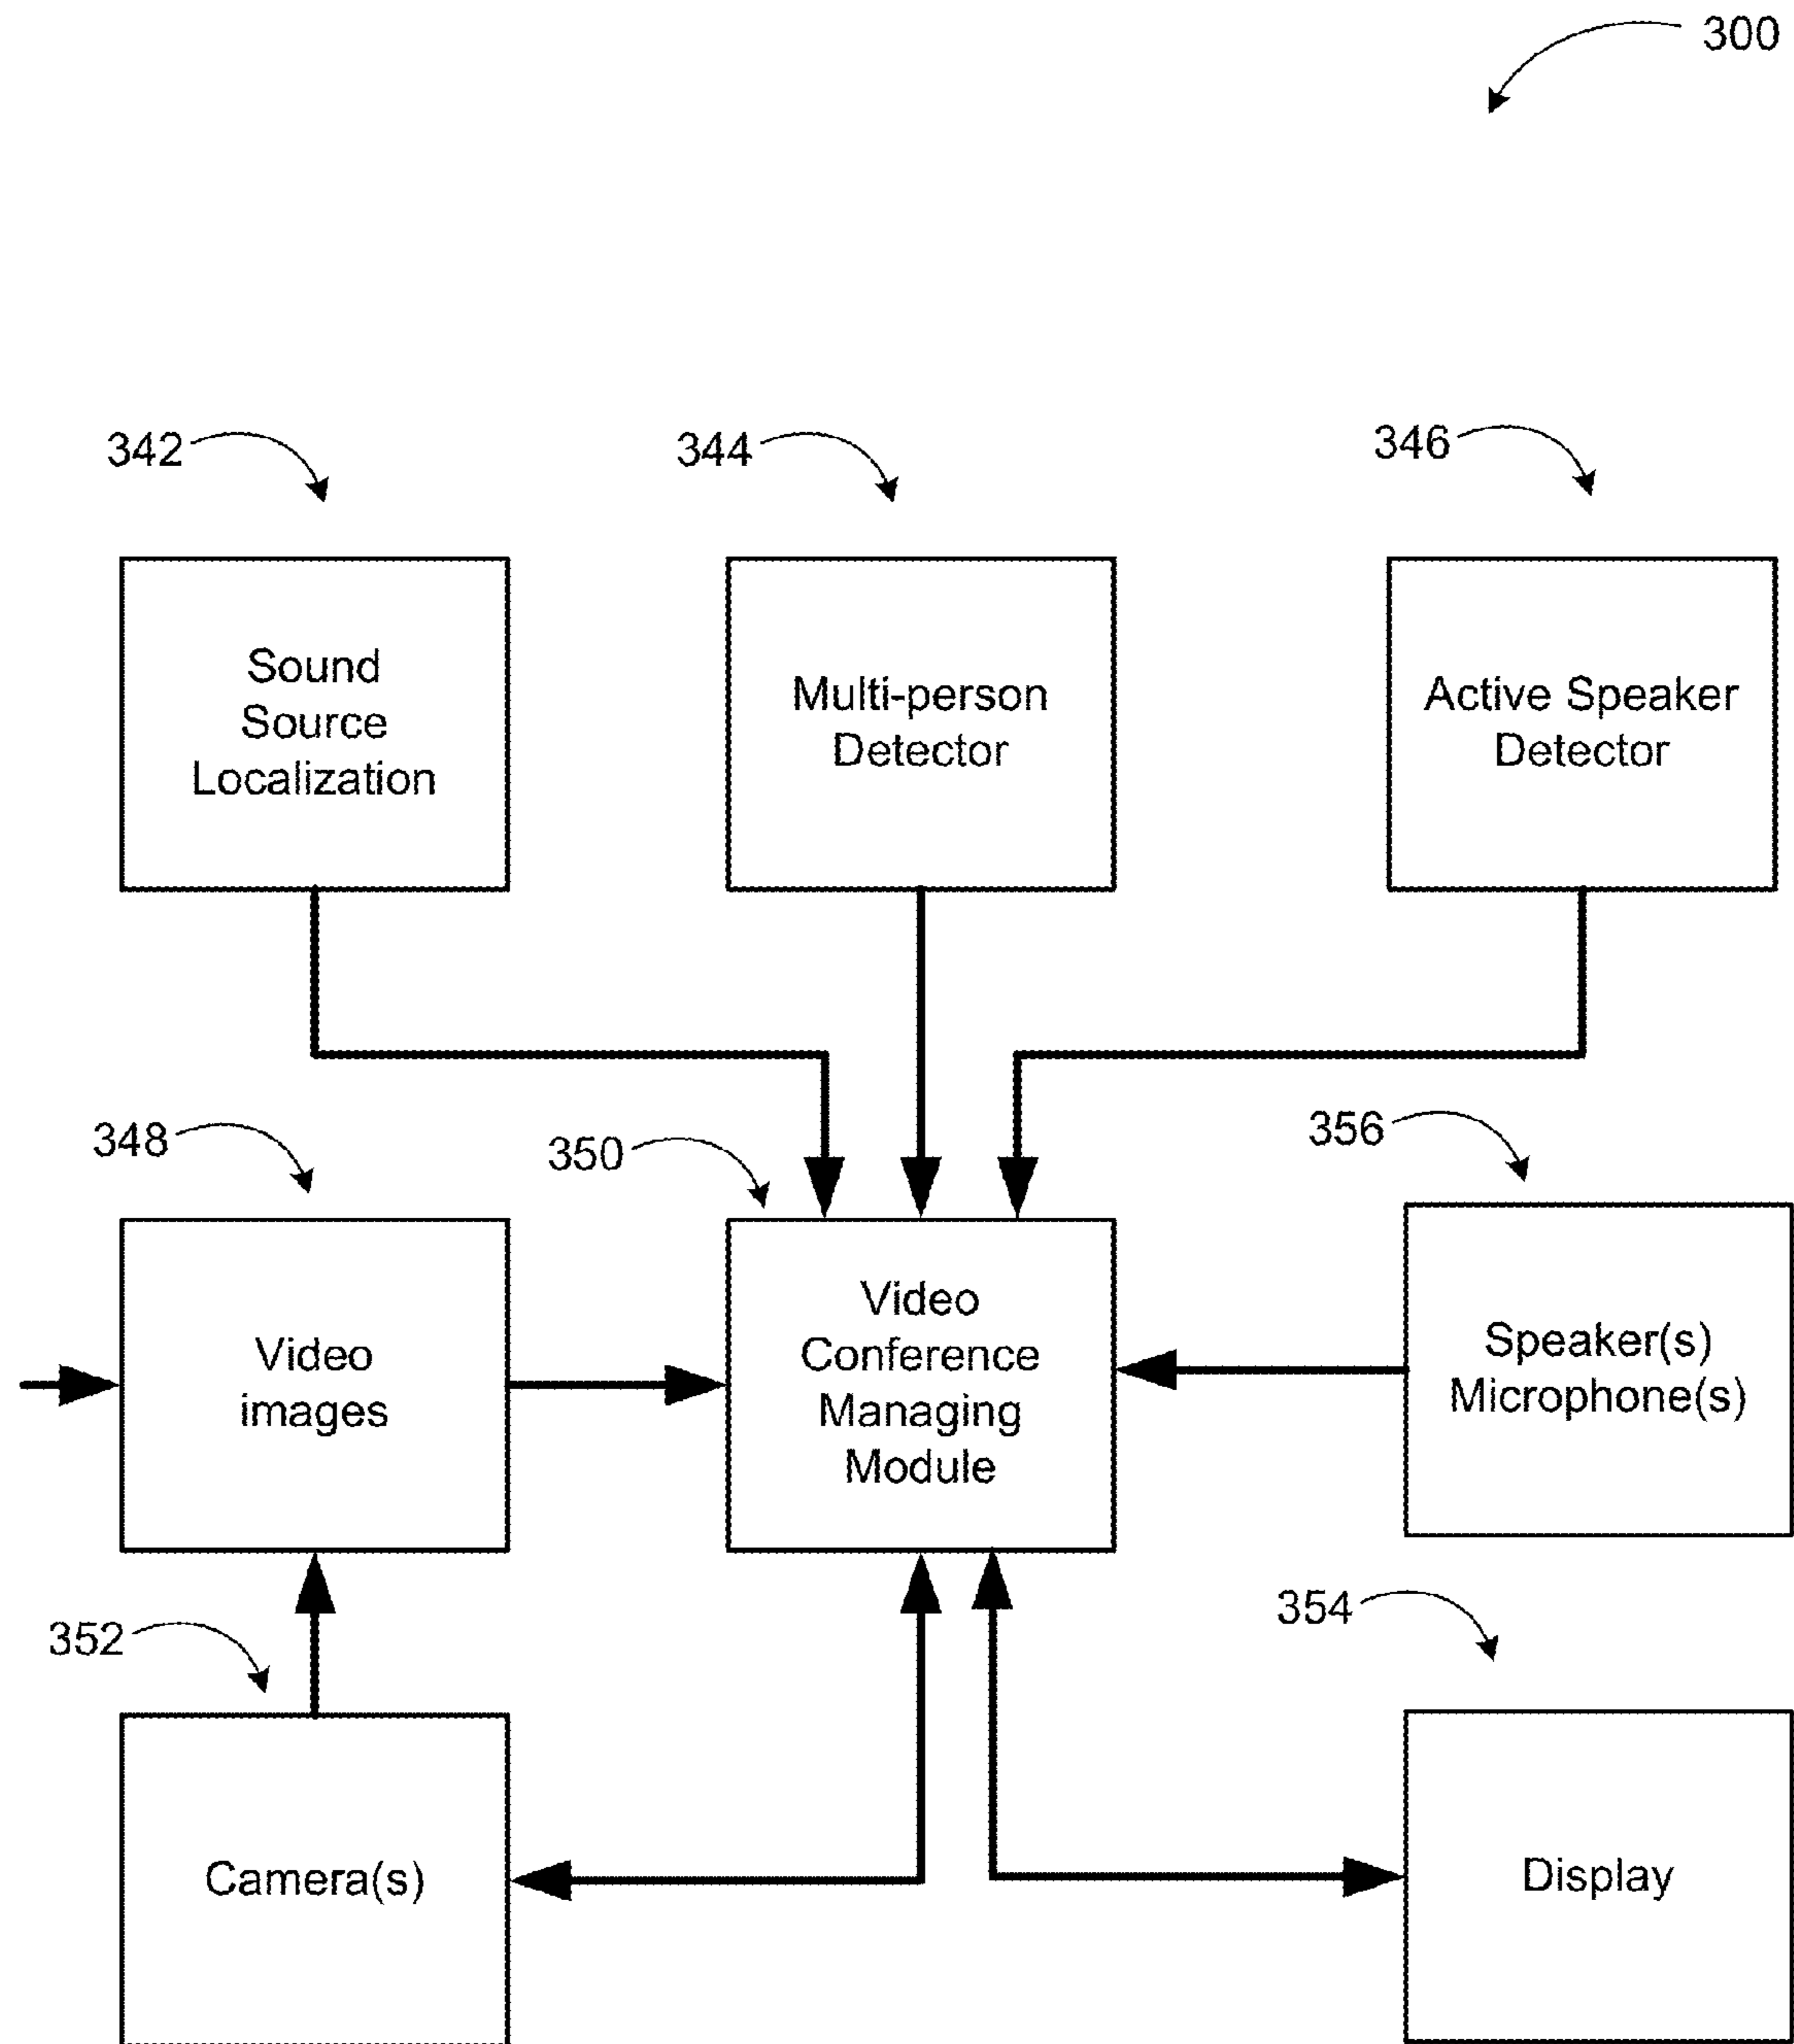 300
342
344
346
Sound
Source
Localization
Multi-person
Detector
Active Speaker
Detector
348
350
356
Video
images
Video
Conference
Managing
Module
Speaker(s)
Microphone(s)
352
354
Camera(s)
Display